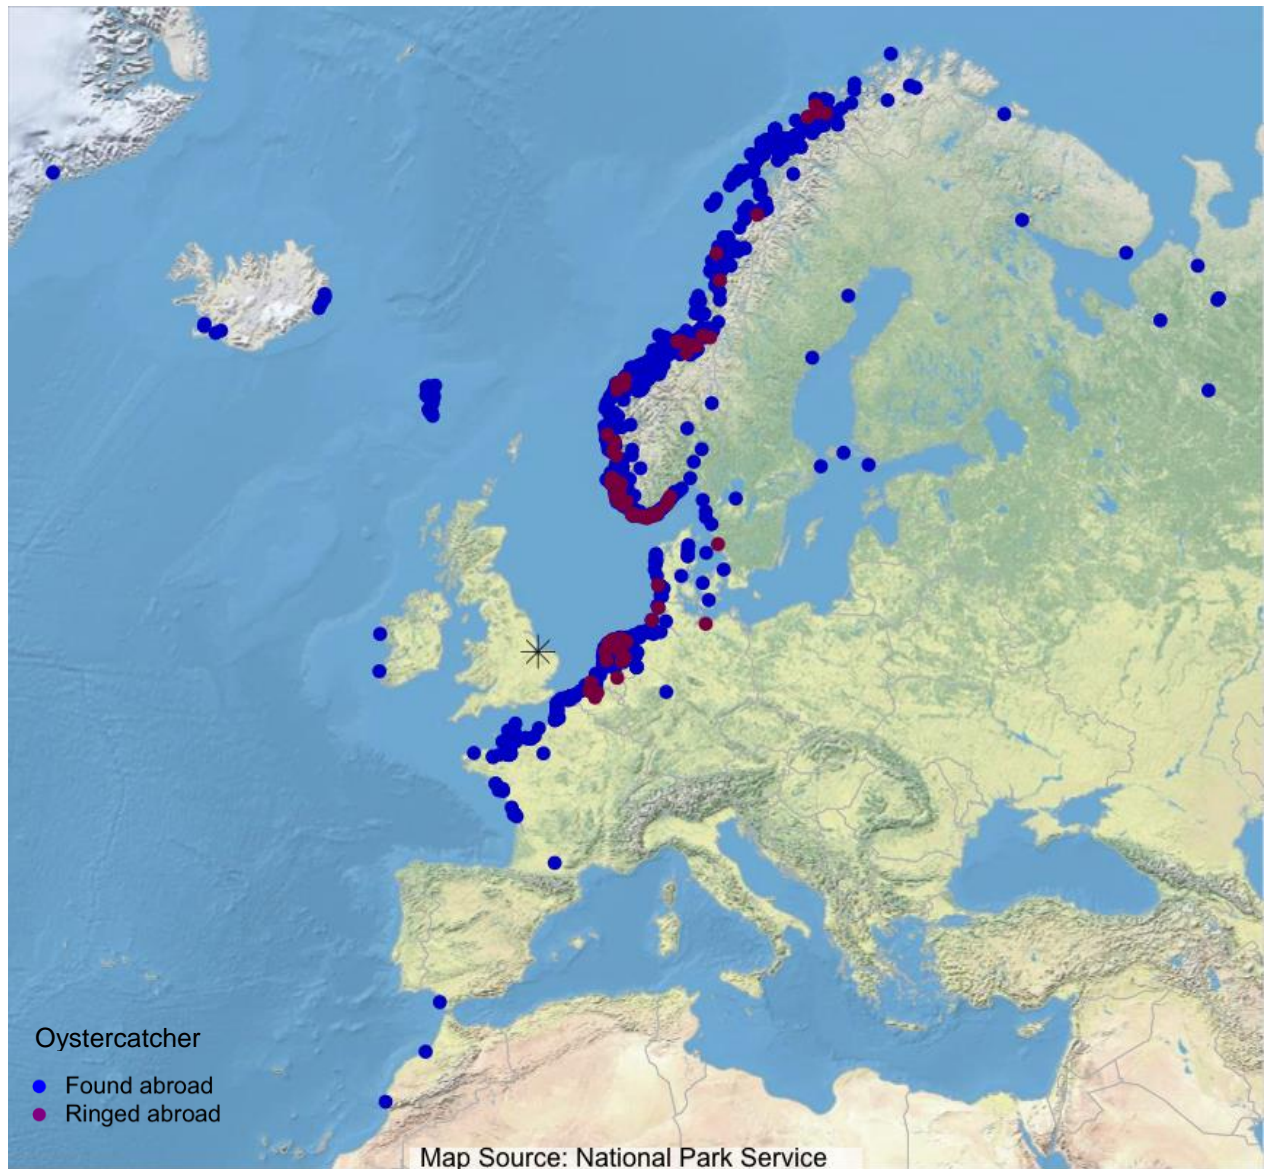 Oystercatcher
Found abroad
Ringed abroad
Map Source: National Park Service